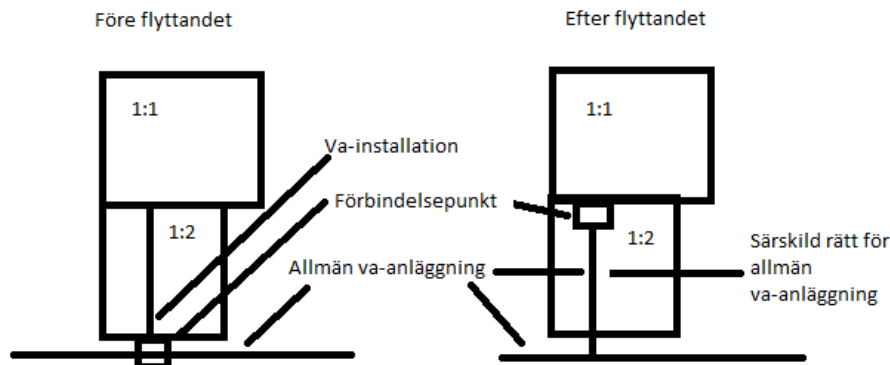 Före flyttandet
Efter flyttandet
1:1
1:1
Va-installation
Förbindelsepunkt
1:2
1:2
Allmän va-anläggning
Särskild rätt för
allmän
va-anläggning